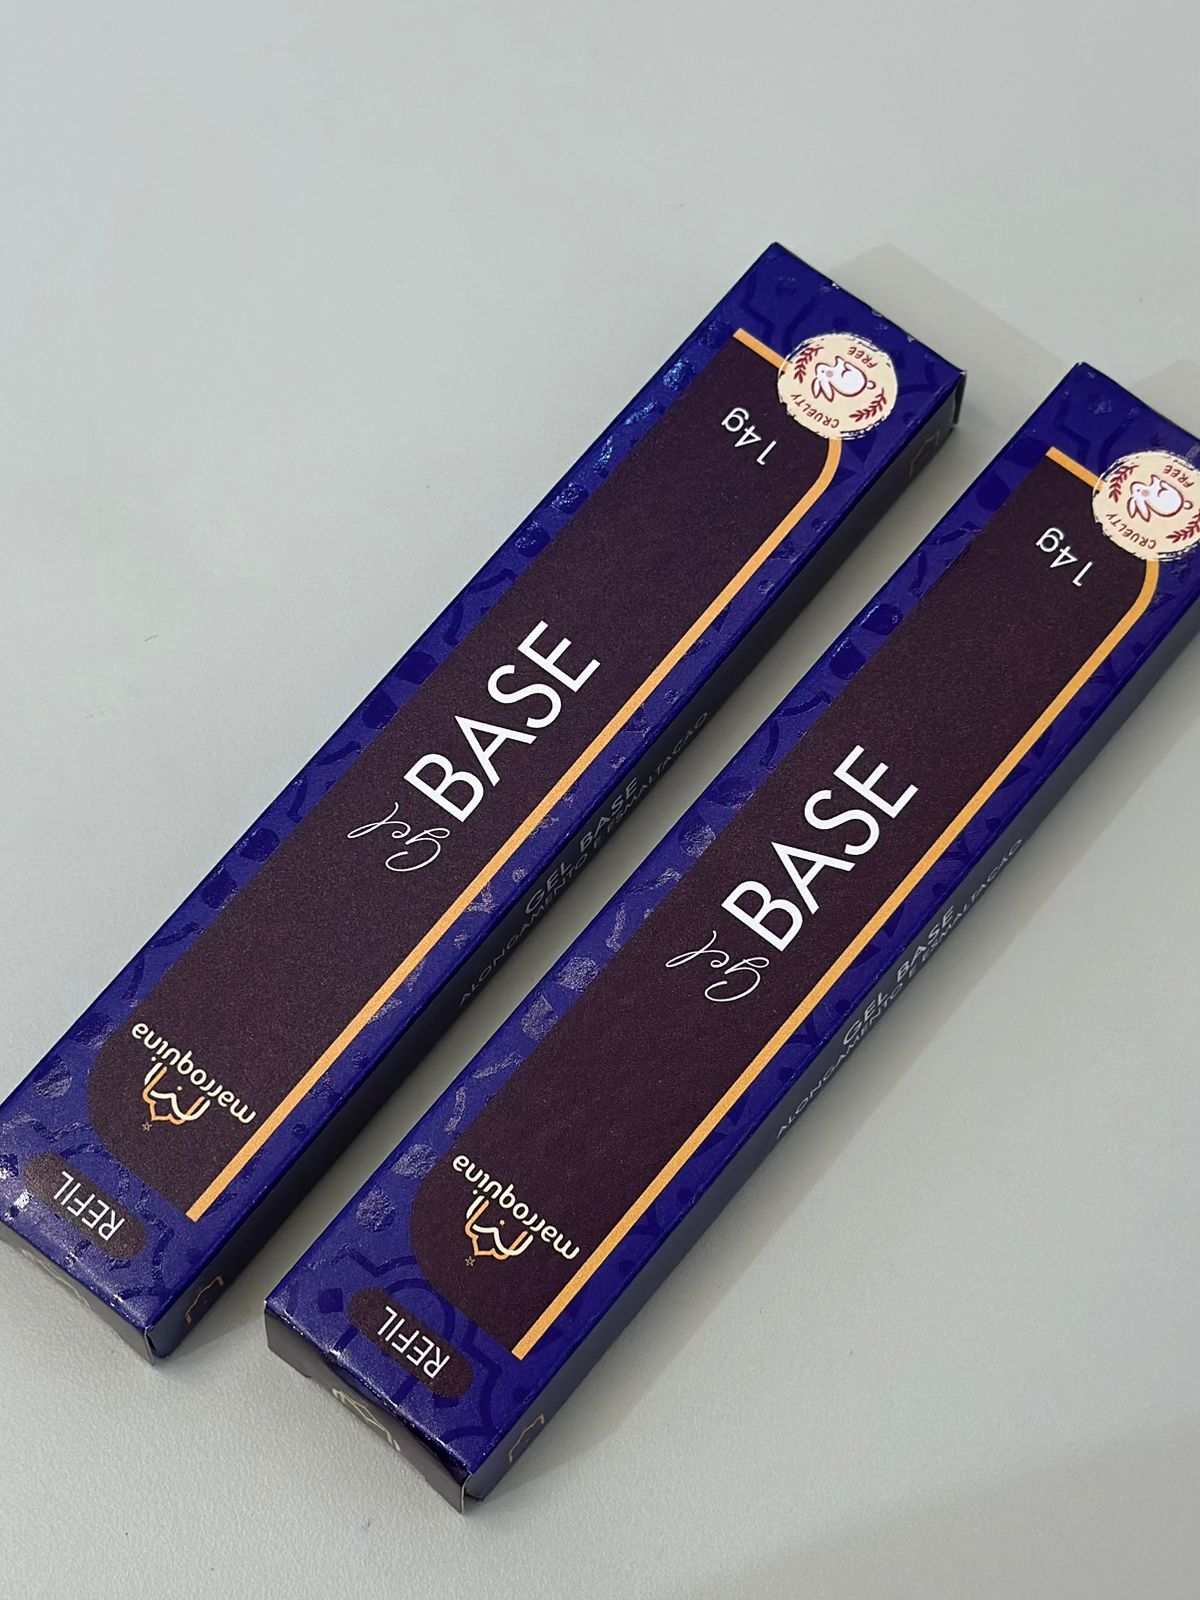 REFIL
marroquina
gel
BASE
14g
CRUELTY
FREE
GEL BASE
ALONGAMENTO E ESMALTAÇÃO
REFIL
marroquina
gel
BASE
14g
CRUELTY
FREE
GEL BASE
ALONGAMENTO E ESMALTAÇÃO